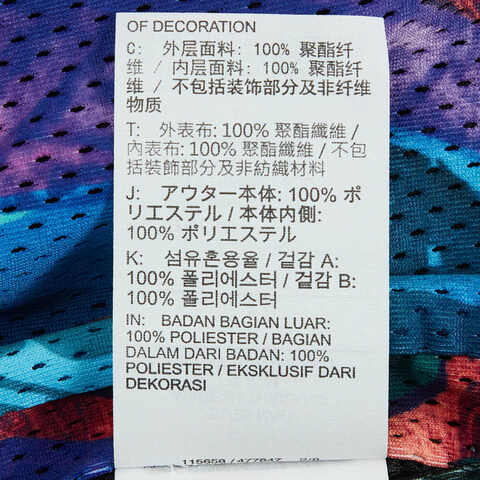 OF DECORATION
C: 外层面料: 100% 聚酯纤
维 / 内层面料: 100% 聚酯纤
维 / 不包括装饰部分及非纤维
物质
T: 外表布: 100% 聚酯纖維 /
內表布: 100% 聚酯纖維 / 不包
括裝飾部分及非紡織材料
J: アウター本体: 100% ポ
リエステル / 本体内側:
100% ポリエステル
K: 섬유혼용율 / 겉감 A:
100% 폴리에스터 / 겉감 B:
100% 폴리에스터
IN: BADAN BAGIAN LUAR:
100% POLIESTER / BAGIAN
DALAM DARI BADAN: 100%
POLIESTER / EKSKLUSIF DARI
DEKORASI
115650 / 477847